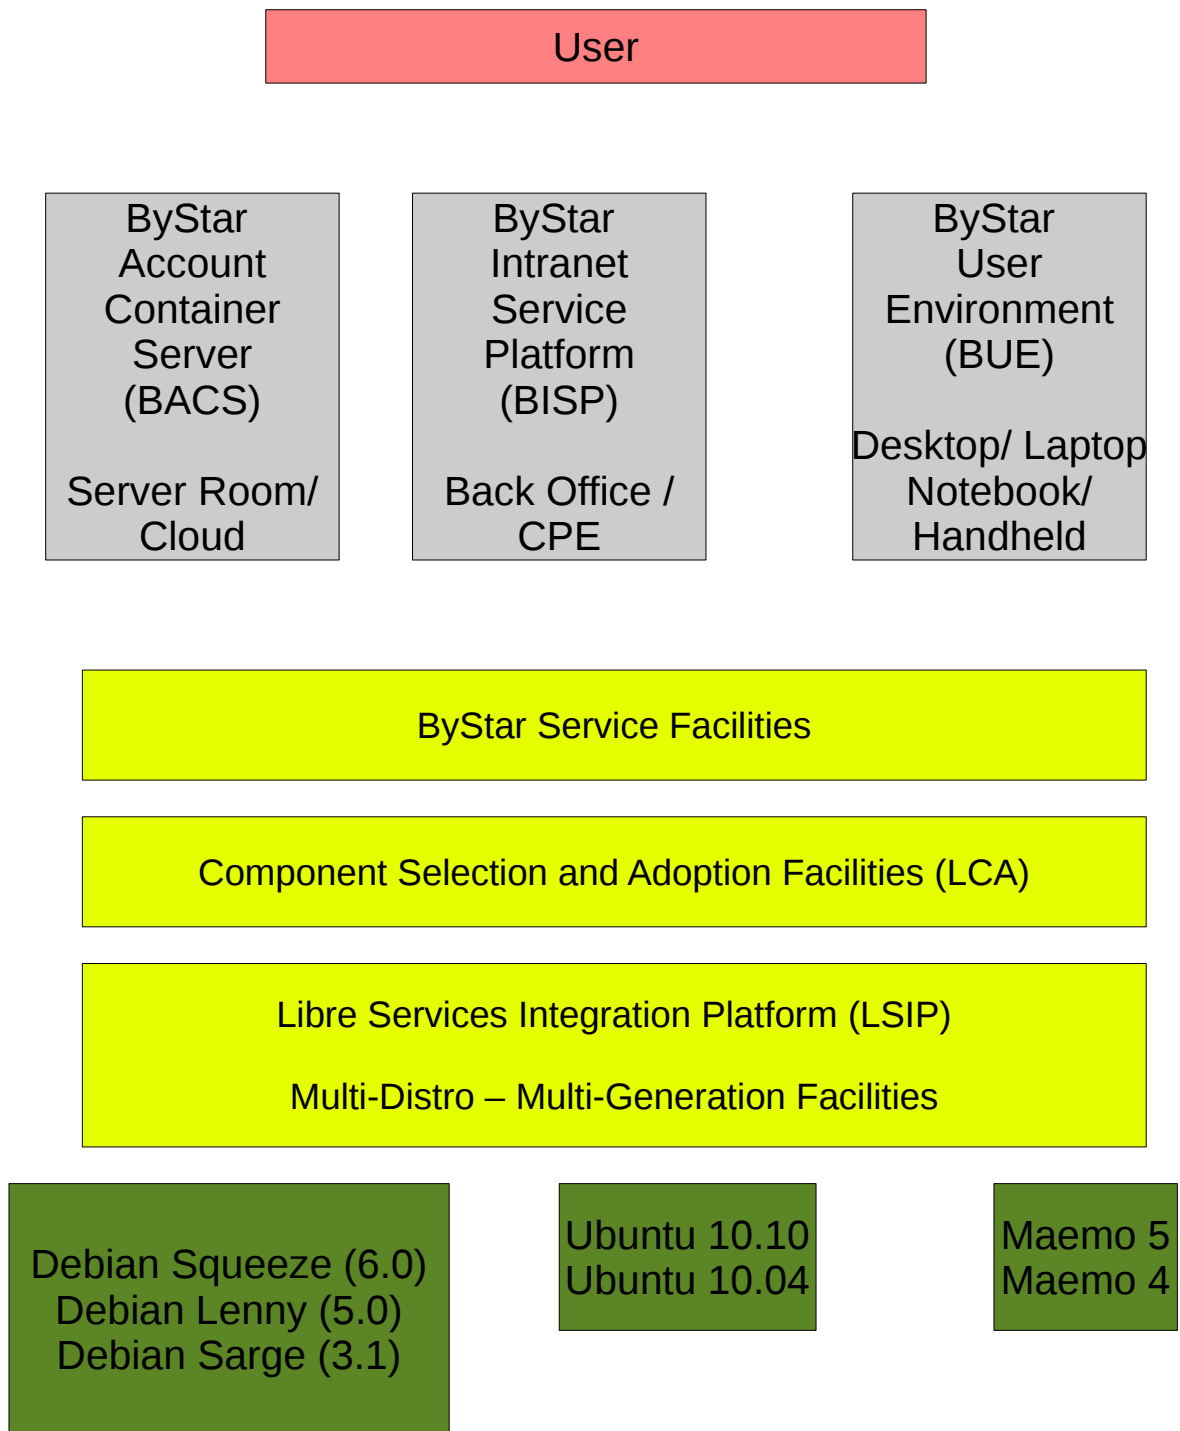 User
ByStar
Account
Container
Server
(BACS)
Server Room/
Cloud
ByStar
Intranet
Service
Platform
(BISP)
Back Office /
CPE
ByStar
User
Environment
(BUE)
Desktop/ Laptop
Notebook/
Handheld
ByStar Service Facilities
Component Selection and Adoption Facilities (LCA)
Libre Services Integration Platform (LSIP)
Multi-Distro – Multi-Generation Facilities
Debian Squeeze (6.0)
Debian Lenny (5.0)
Debian Sarge (3.1)
Ubuntu 10.10
Ubuntu 10.04
Maemo 5
Maemo 4